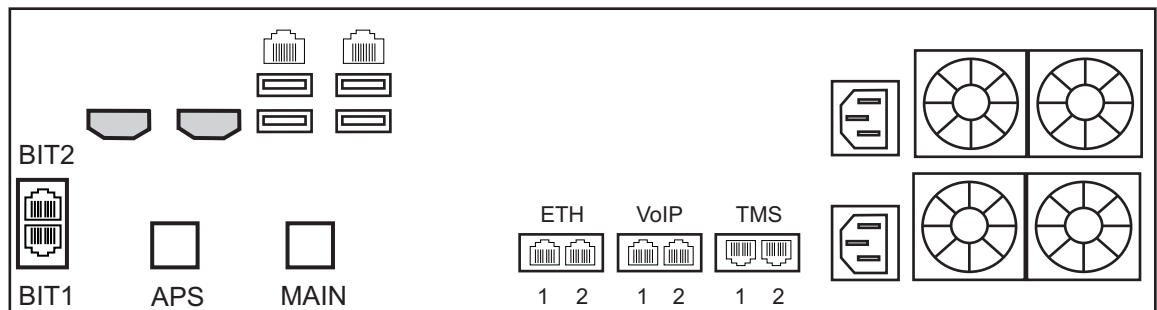 BIT2
ETH VoIP TMS
1 2 1 2 1 2
BIT1 APS MAIN